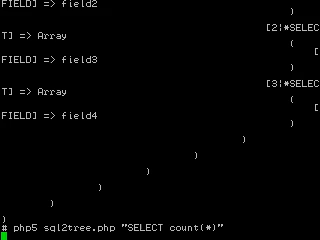 FIELD] => field2
)
[2|*SELEC
T] => Array
(
[
FIELD] => field3
)
[3|*SELEC
T] => Array
(
[
FIELD] => field4
)
)
)
)
)
)
)
# php5 sql2tree.php "SELECT count(*)"